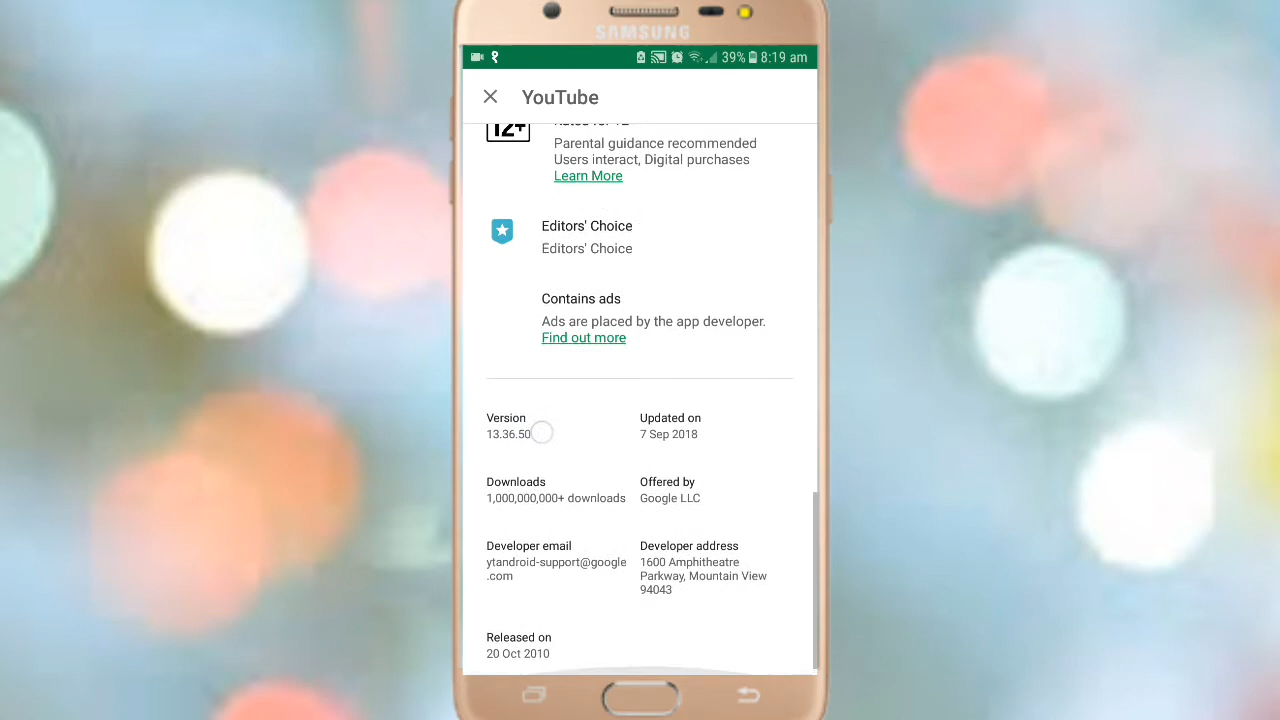 SAMSUNG
39% 8:19 am
YouTube
12+
Parental guidance recommended
Users interact, Digital purchases
Learn More
Editors' Choice
Editors' Choice
Contains ads
Ads are placed by the app developer.
Find out more
Version
13.36.50
Updated on
7 Sep 2018
Downloads
1,000,000,000+ downloads
Offered by
Google LLC
Developer email
ytandroid-support@google
.com
Developer address
1600 Amphitheatre
Parkway, Mountain View
94043
Released on
20 Oct 2010